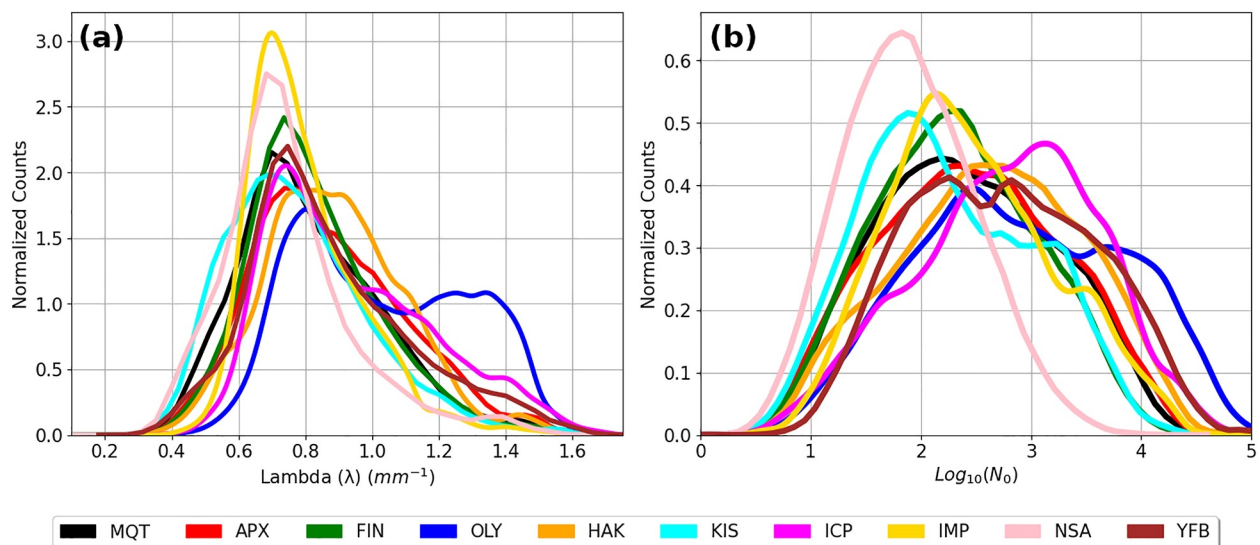 (a)
Normalized Counts
3.0
2.5
2.0
1.5
1.0
0.5
0.0
0.2 0.4 0.6 0.8 1.0 1.2 1.4 1.6
Lambda (λ) (mm⁻¹)
(b)
Normalized Counts
0.6
0.5
0.4
0.3
0.2
0.1
0.0
0 1 2 3 4 5
Log₁₀(N₀)
MQT APX FIN OLY HAK KIS ICP IMP NSA YFB